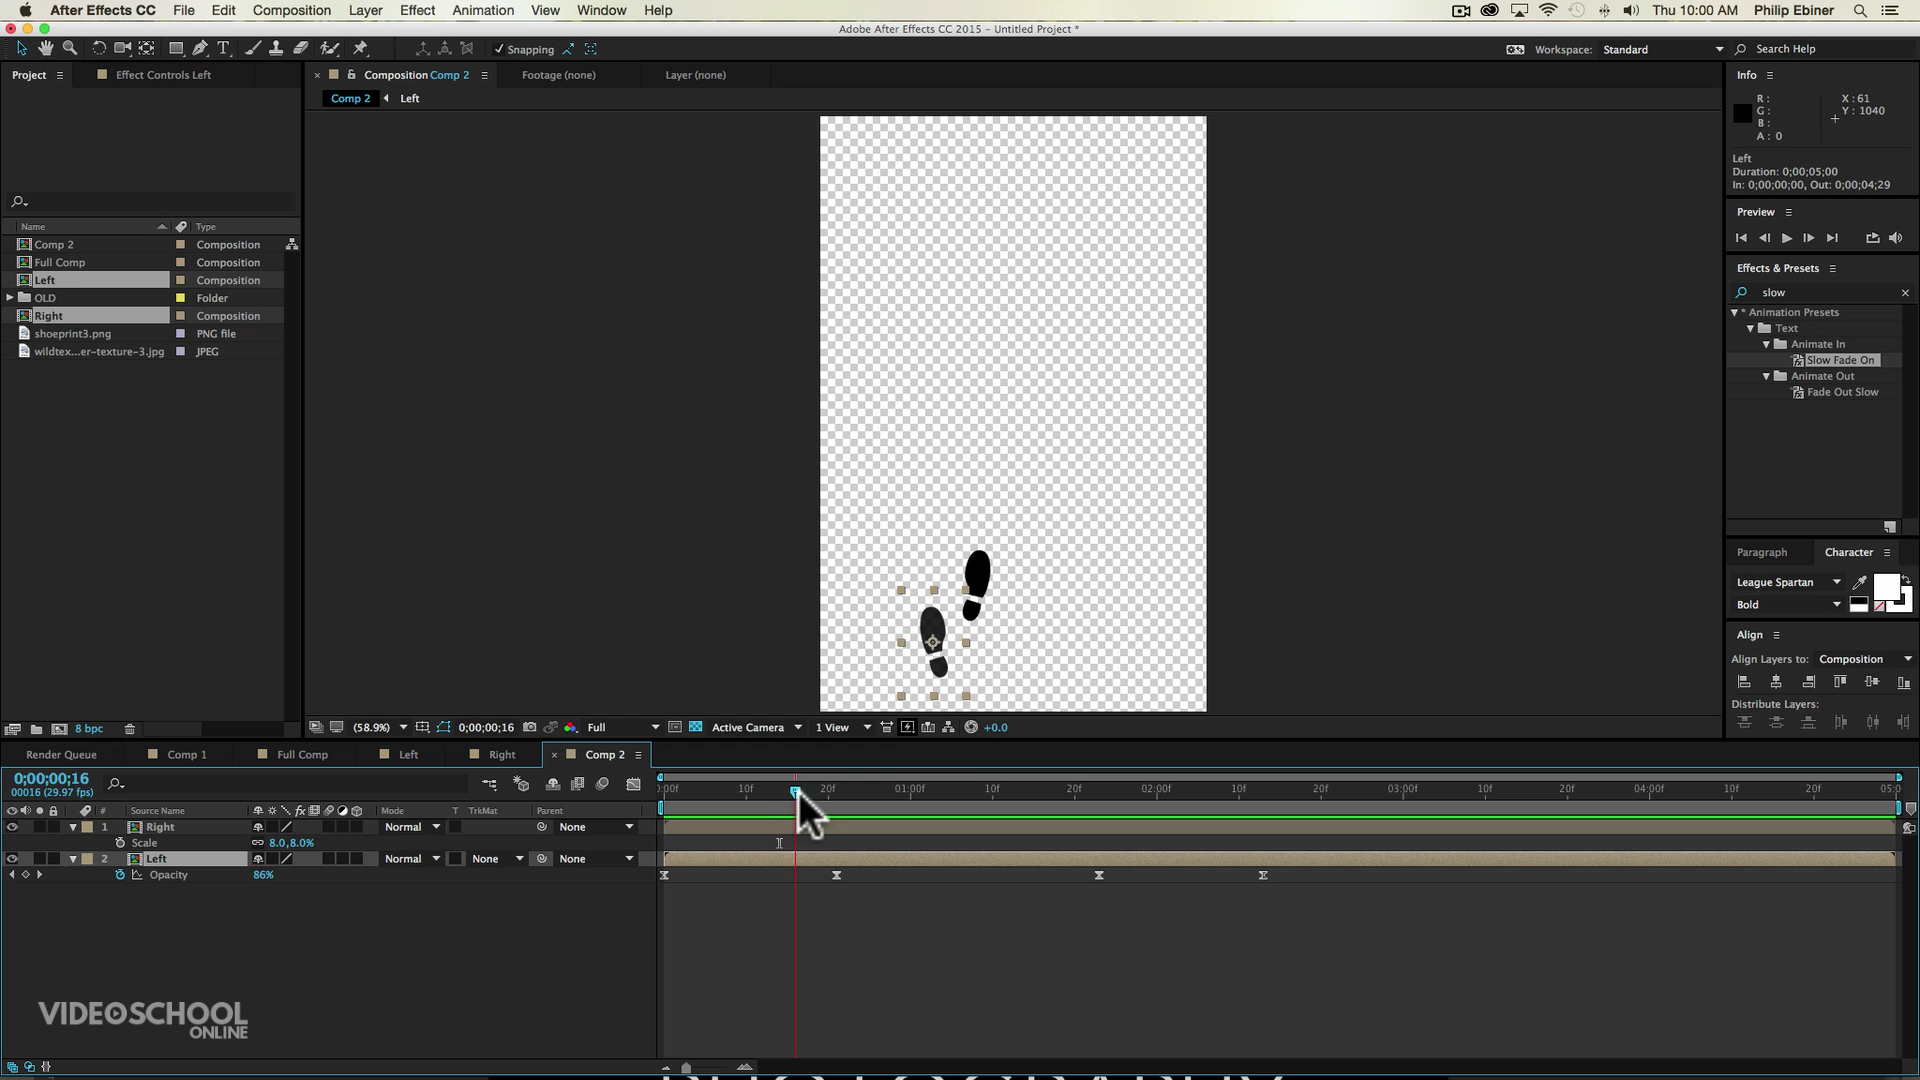 After Effects CC File Edit Composition Layer Effect Animation View Window Help Thu 10:00 AM Philip Ebiner
Adobe After Effects CC 2015 - Untitled Project *
Snapping Workspace: Standard Search Help
Project Effect Controls Left Composition Comp 2 Footage (none) Layer (none) Info
Comp 2 Left
R: X: 61
G: Y: 1040
B:
A: 0
Left
Duration: 0;00;05;00
In: 0;00;00;00, Out: 0;00;04;29
Preview
Effects & Presets
slow
* Animation Presets
Text
Animate In
Slow Fade On
Animate Out
Fade Out Slow
Name Type
Comp 2 Composition
Full Comp Composition
Left Composition
OLD Folder
Right Composition
shoeprint3.png PNG file
wildtex...er-texture-3.jpg JPEG
Paragraph Character
League Spartan
Bold
Align
Align Layers to: Composition
Distribute Layers:
8 bpc (58.9%) 0;00;00;16 Full Active Camera 1 View +0.0
Render Queue Comp 1 Full Comp Left Right Comp 2
0;00;00;16
00016 (29.97 fps)
:00f 10f 20f 01:00f 10f 20f 02:00f 10f 20f 03:00f 10f 20f 04:00f 10f 20f 05:0
# Source Name Mode T TrkMat Parent
1 Right Normal None
Scale 8.0,8.0%
2 Left Normal None None
Opacity 86%
VIDEOSCHOOL
ONLINE